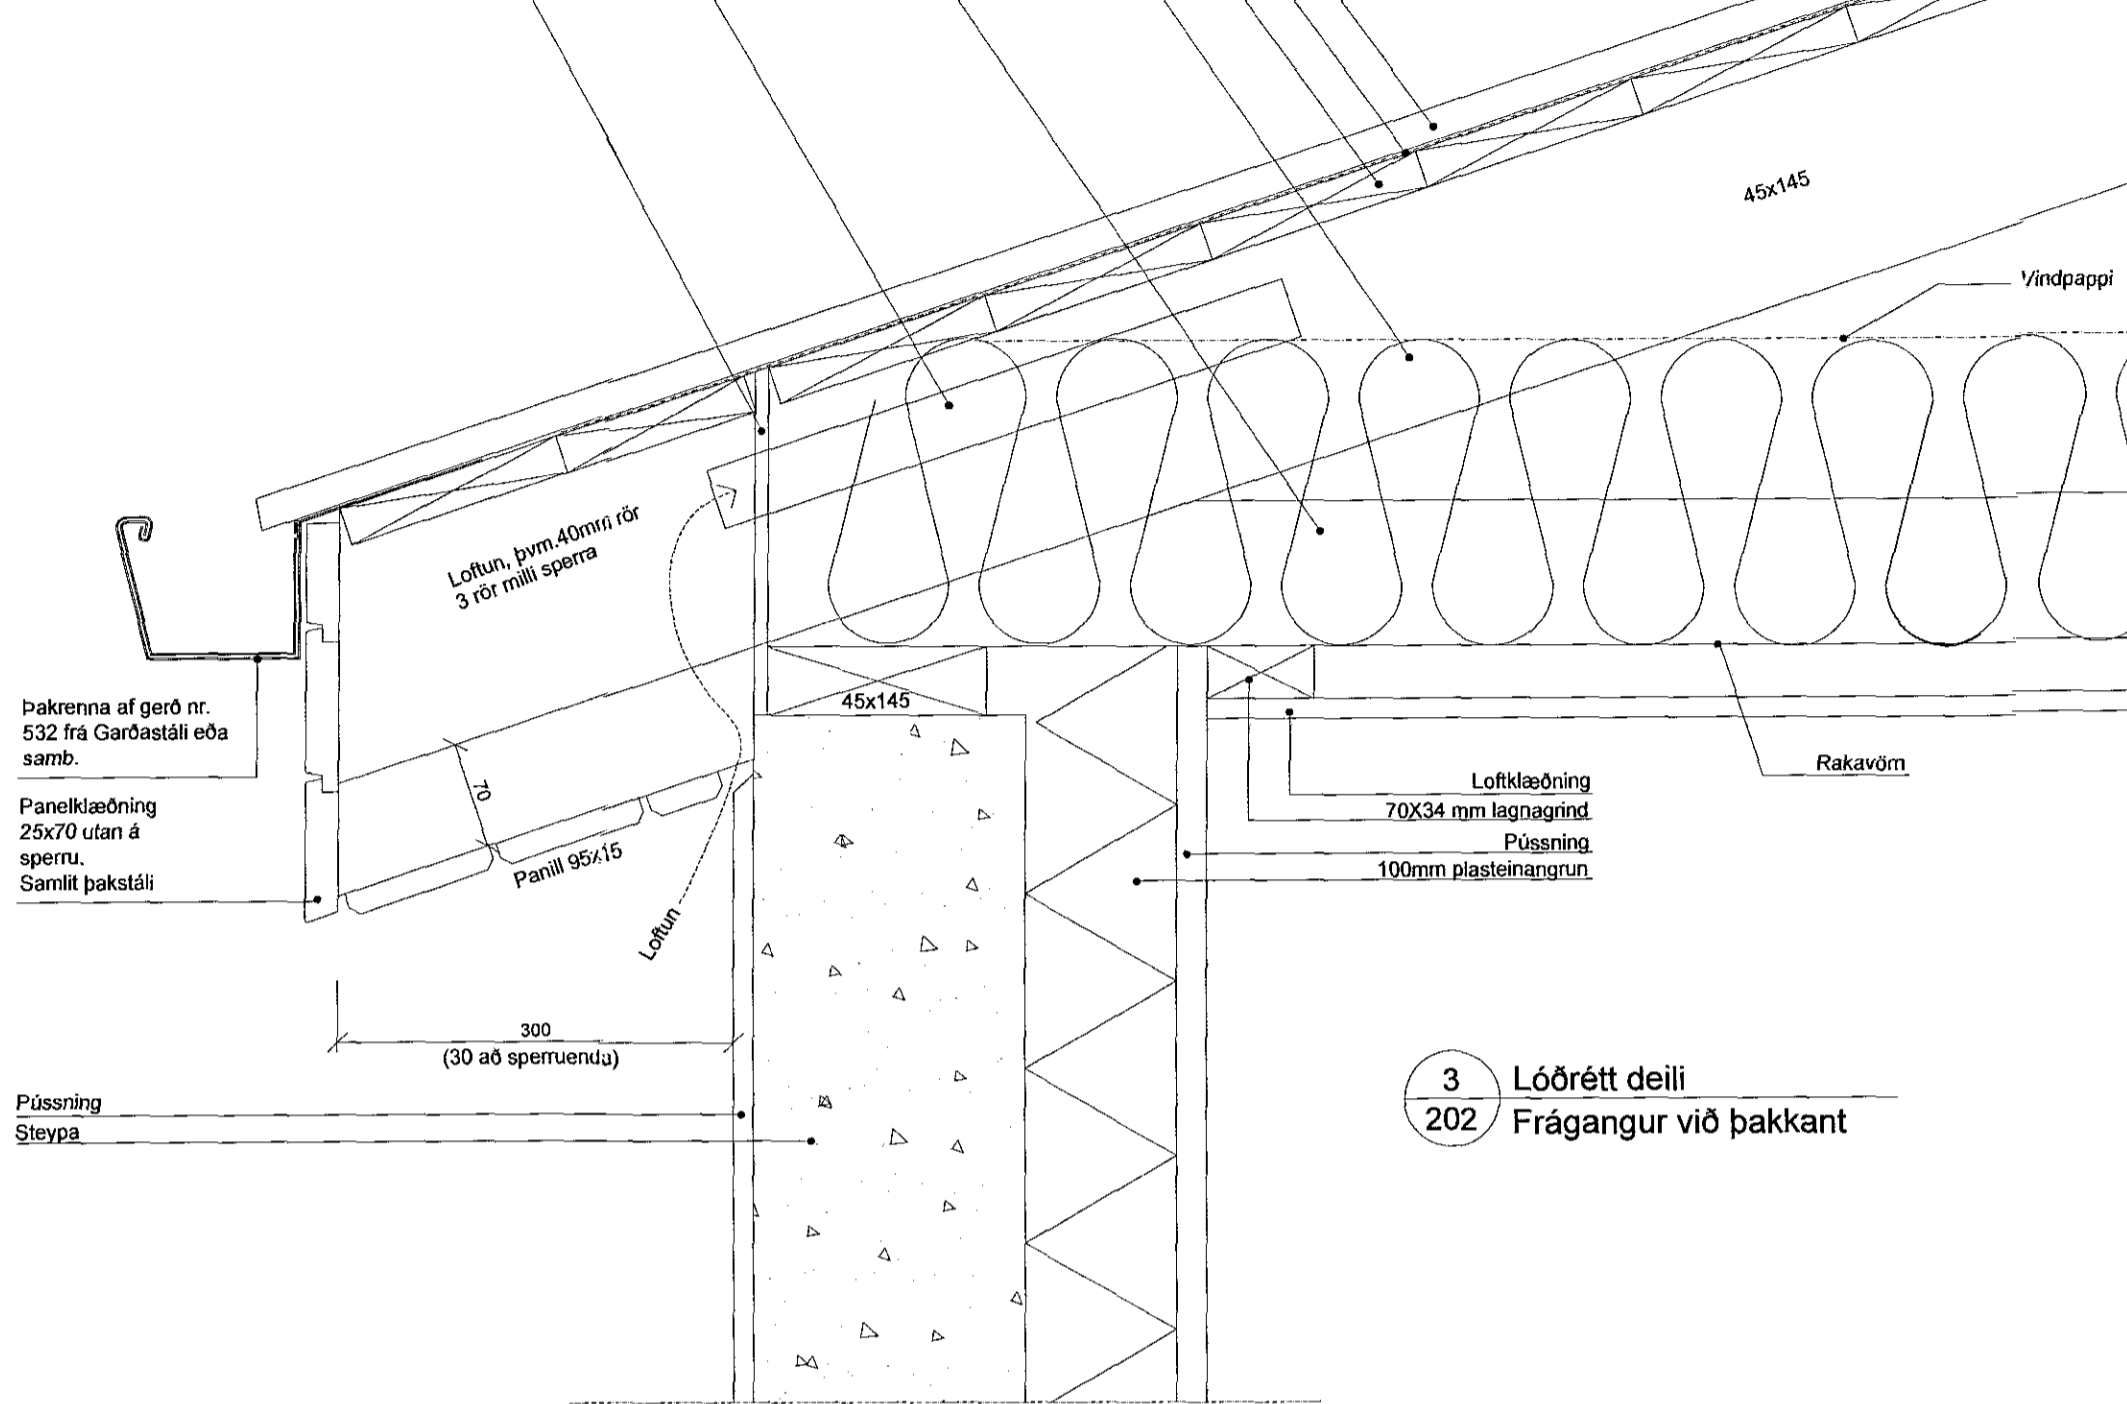 45x145
Vindpappi
Loftun, þvm.40mm rör
3 rör milli sperra
Þakrenna af gerð nr.
532 frá Garðastáli eða
samb.
Panelklæðning
25x70 utan á
sperru.
Samlit þakstáli
70
Panill 95x15
Loftun
45x145
Rakavörn
Loftklæðning
70X34 mm lagnagrind
Pússning
100mm plasteinangrun
300
(30 að sperruenda)
Pússning
Steypa
3
202
Lóðrétt deili
Frágangur við þakkant